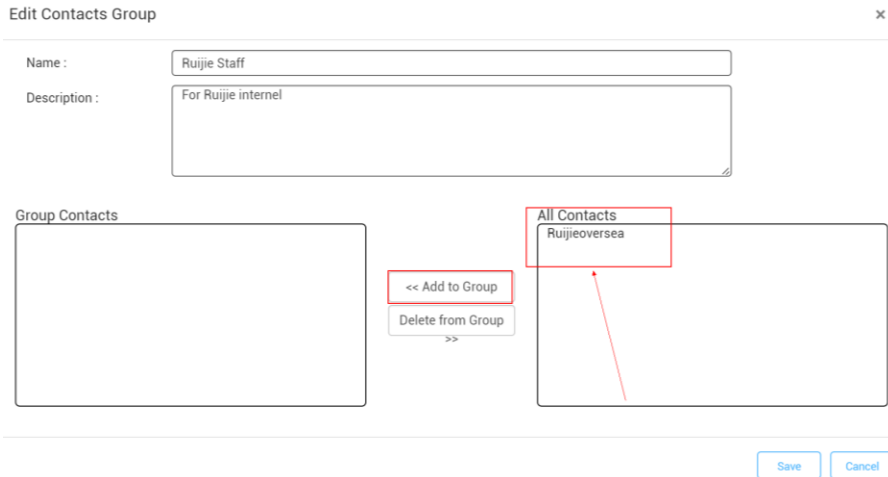 Edit Contacts Group
×
Name :
Ruijie Staff
Description :
For Ruijie internel
Group Contacts
All Contacts
Ruijieoversea
<< Add to Group
Delete from Group
>>
Save
Cancel